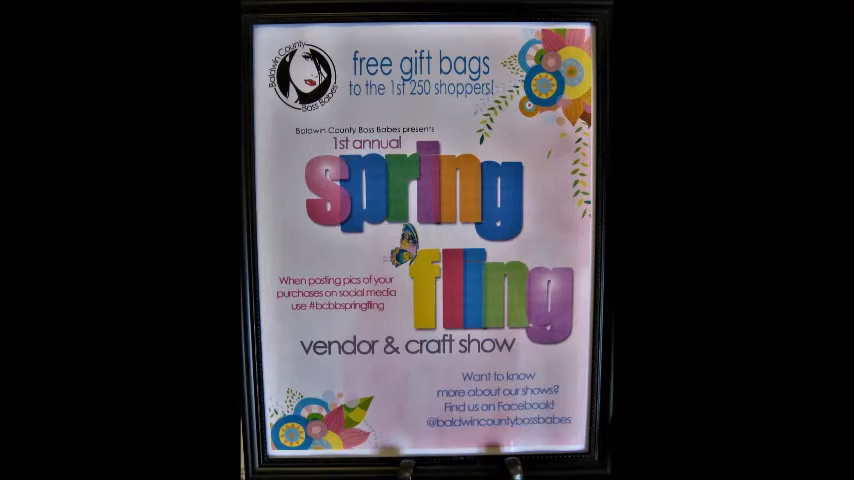 Baldwin County
Boss Babes
free gift bags
to the 1st 250 shoppers!
Baldwin County Boss Babes presents
1st annual
spring
fling
When posting pics of your
purchases on social media
use #bcbbspringfling
vendor & craft show
Want to know
more about our shows?
Find us on Facebook!
@baldwincountybossbabes